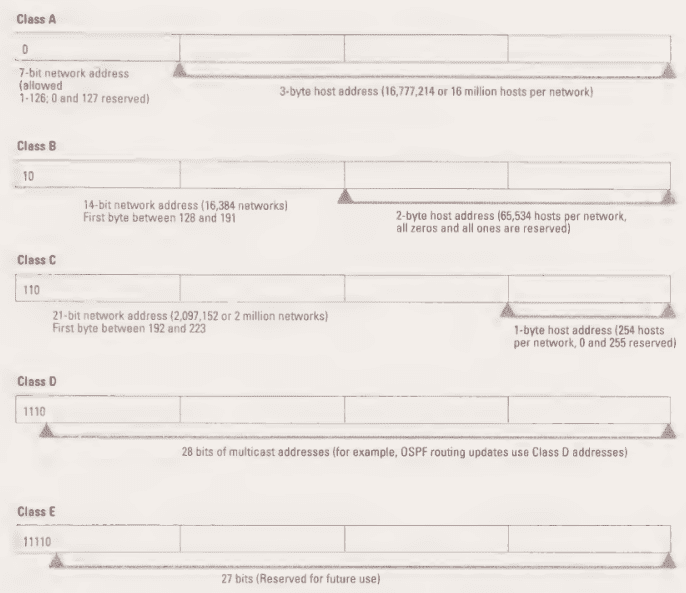 Class A
0
7-bit network address
(allowed
1-126; 0 and 127 reserved)
3-byte host address (16,777,214 or 16 million hosts per network)
Class B
10
14-bit network address (16,384 networks)
First byte between 128 and 191
2-byte host address (65,534 hosts per network,
all zeros and all ones are reserved)
Class C
110
21-bit network address (2,097,152 or 2 million networks)
First byte between 192 and 223
1-byte host address (254 hosts
per network, 0 and 255 reserved)
Class D
1110
28 bits of multicast addresses (for example, OSPF routing updates use Class D addresses)
Class E
11110
27 bits (Reserved for future use)